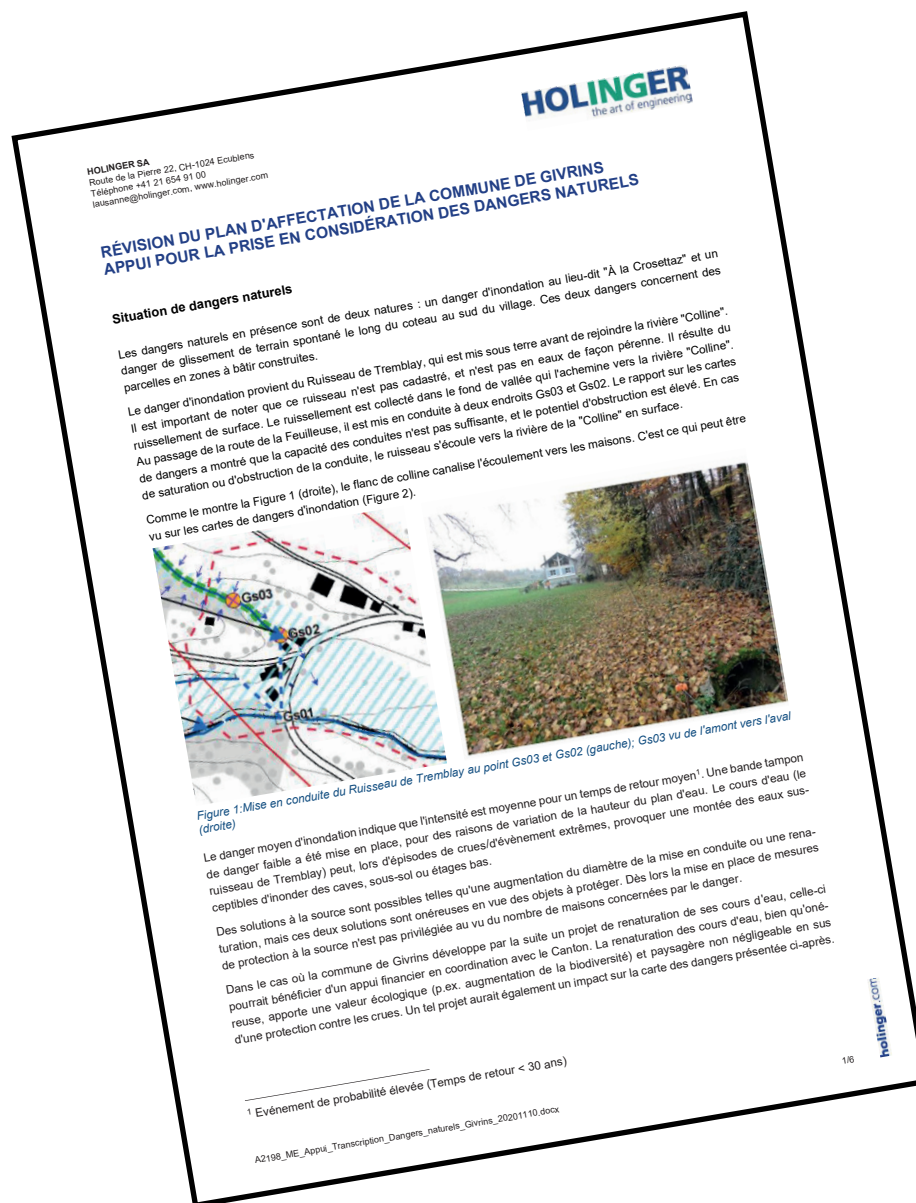 HOLINGER
the art of engineering
HOLINGER SA
Route de la Pierre 22, CH-1024 Ecublens
Téléphone +41 21 654 91 00
lausanne@holinger.com, www.holinger.com
RÉVISION DU PLAN D'AFFECTATION DE LA COMMUNE DE GIVRINS
APPUI POUR LA PRISE EN CONSIDÉRATION DES DANGERS NATURELS
Situation de dangers naturels
Les dangers naturels en présence sont de deux natures : un danger d'inondation au lieu-dit "À la Crosettaz" et un
danger de glissement de terrain spontané le long du coteau au sud du village. Ces deux dangers concernent des
parcelles en zones à bâtir construites.
Le danger d'inondation provient du Ruisseau de Tremblay, qui est mis sous terre avant de rejoindre la rivière "Colline".
Il est important de noter que ce ruisseau n'est pas cadastré, et n'est pas en eaux de façon pérenne. Il résulte du
ruissellement de surface. Le ruissellement est collecté dans le fond de vallée qui l'achemine vers la rivière "Colline".
Au passage de la route de la Feuilleuse, il est mis en conduite à deux endroits Gs03 et Gs02. Le rapport sur les cartes
de dangers a montré que la capacité des conduites n'est pas suffisante, et le potentiel d'obstruction est élevé. En cas
de saturation ou d'obstruction de la conduite, le ruisseau s'écoule vers la rivière de la "Colline" en surface.
Comme le montre la Figure 1 (droite), le flanc de colline canalise l'écoulement vers les maisons. C'est ce qui peut être
vu sur les cartes de dangers d'inondation (Figure 2).
Gs03
Gs02
Gs01
Figure 1:Mise en conduite du Ruisseau de Tremblay au point Gs03 et Gs02 (gauche); Gs03 vu de l'amont vers l'aval
(droite)
Le danger moyen d'inondation indique que l'intensité est moyenne pour un temps de retour moyen¹. Une bande tampon
de danger faible a été mise en place, pour des raisons de variation de la hauteur du plan d'eau. Le cours d'eau (le
ruisseau de Tremblay) peut, lors d'épisodes de crues/d'évènement extrêmes, provoquer une montée des eaux sus-
ceptibles d'inonder des caves, sous-sol ou étages bas.
Des solutions à la source sont possibles telles qu'une augmentation du diamètre de la mise en conduite ou une rena-
turation, mais ces deux solutions sont onéreuses en vue des objets à protéger. Dès lors la mise en place de mesures
de protection à la source n'est pas privilégiée au vu du nombre de maisons concernées par le danger.
Dans le cas où la commune de Givrins développe par la suite un projet de renaturation de ses cours d'eau, celle-ci
pourrait bénéficier d'un appui financier en coordination avec le Canton. La renaturation des cours d'eau, bien qu'oné-
reuse, apporte une valeur écologique (p.ex. augmentation de la biodiversité) et paysagère non négligeable en sus
d'une protection contre les crues. Un tel projet aurait également un impact sur la carte des dangers présentée ci-après.
holinger.com
¹ Evénement de probabilité élevée (Temps de retour < 30 ans)
1/6
A2198_ME_Appui_Transcription_Dangers_naturels_Givrins_20201110.docx